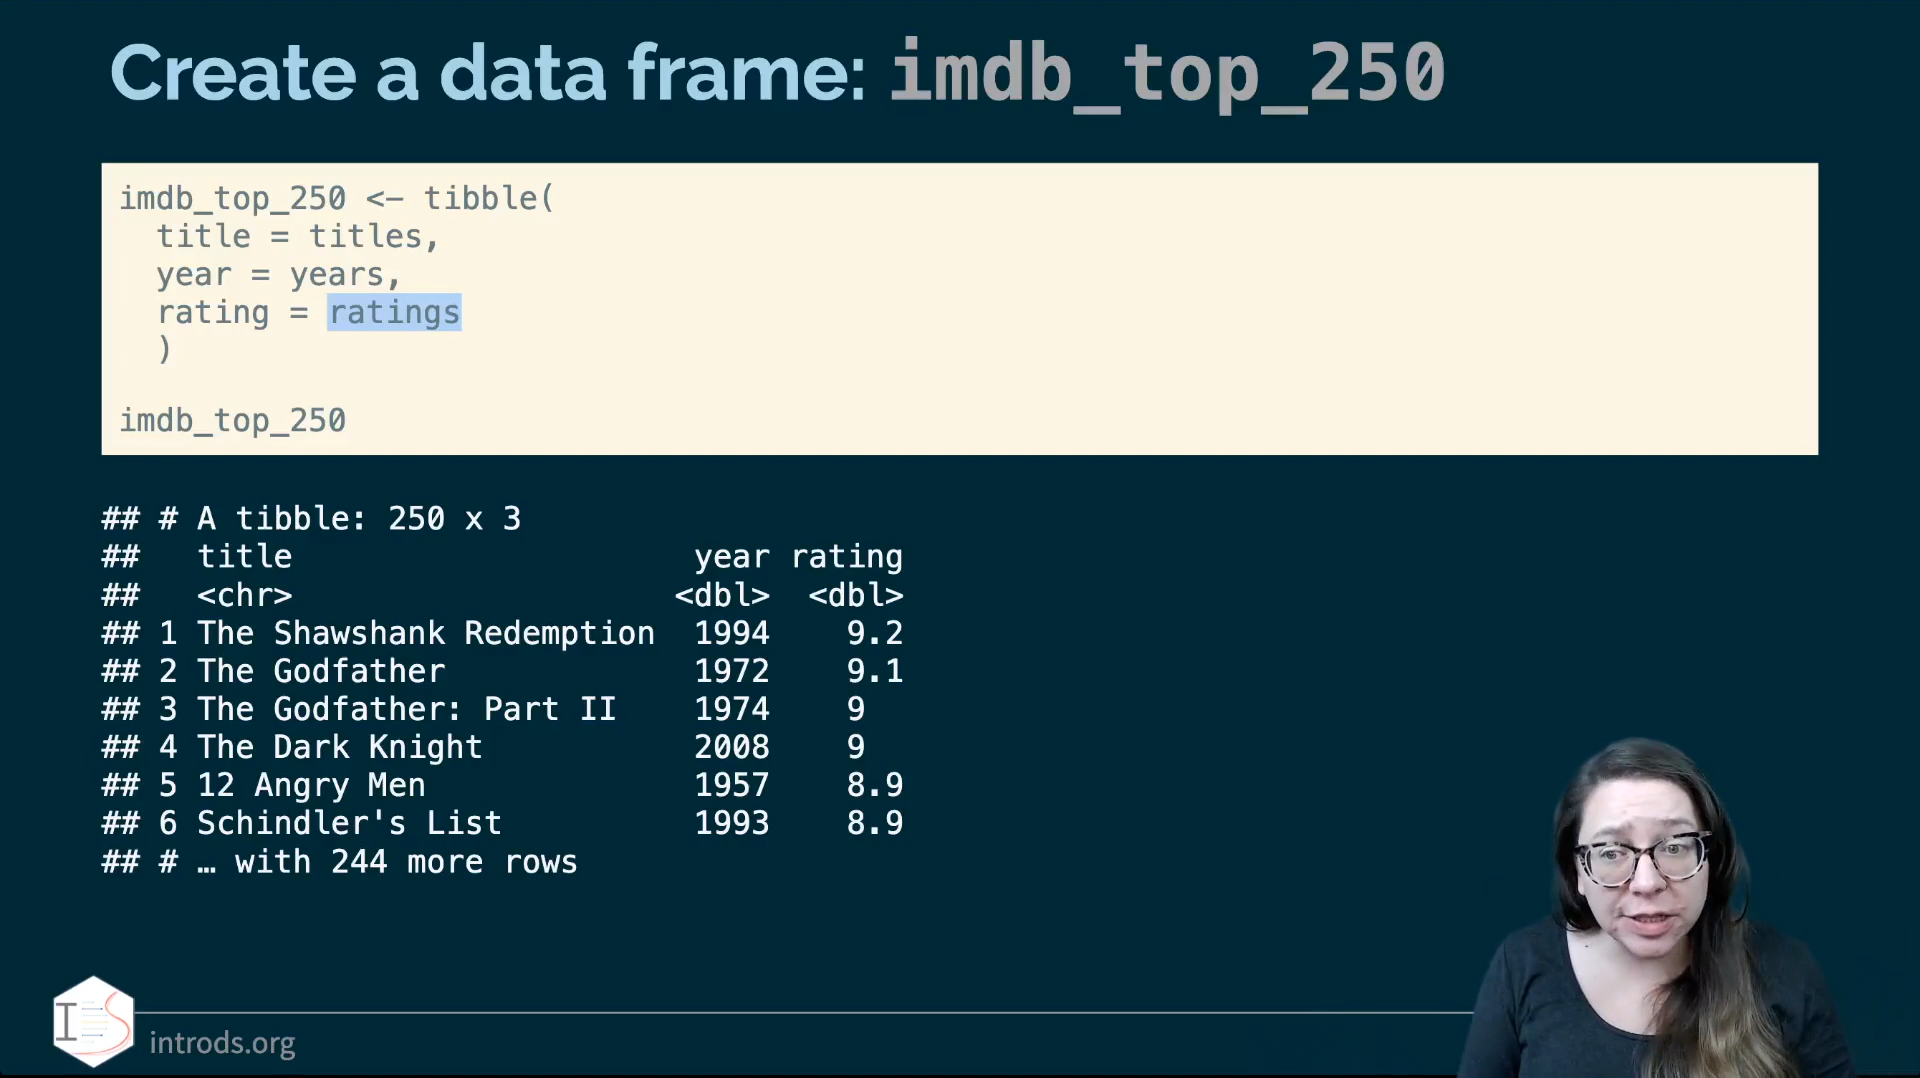 Create a data frame: imdb_top_250
imdb_top_250 <- tibble(
  title = titles,
  year = years,
  rating = ratings
  )
imdb_top_250
## # A tibble: 250 x 3
##   title                     year rating
##   <chr>                    <dbl>  <dbl>
## 1 The Shawshank Redemption  1994    9.2
## 2 The Godfather             1972    9.1
## 3 The Godfather: Part II    1974    9
## 4 The Dark Knight           2008    9
## 5 12 Angry Men              1957    8.9
## 6 Schindler's List          1993    8.9
## # … with 244 more rows
IDS
introds.org